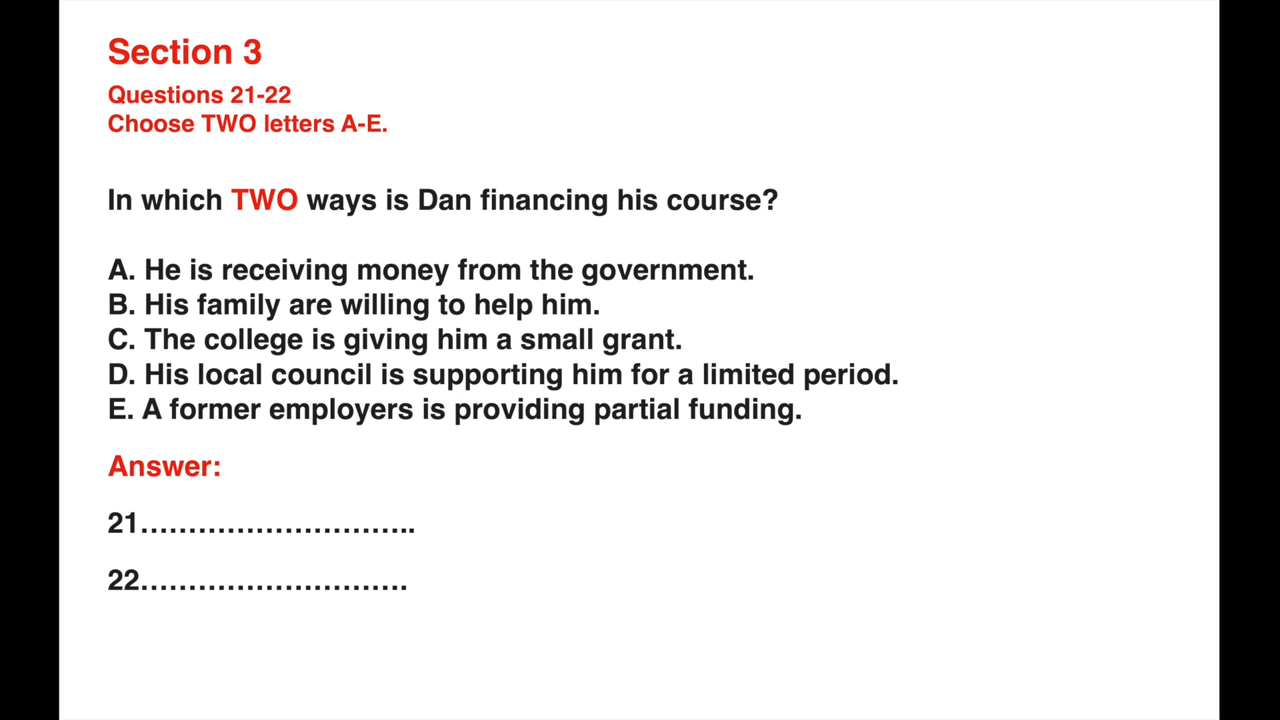 Section 3
Questions 21-22
Choose TWO letters A-E.
In which TWO ways is Dan financing his course?
A. He is receiving money from the government.
B. His family are willing to help him.
C. The college is giving him a small grant.
D. His local council is supporting him for a limited period.
E. A former employers is providing partial funding.
Answer:
21………………………..
22……………………….